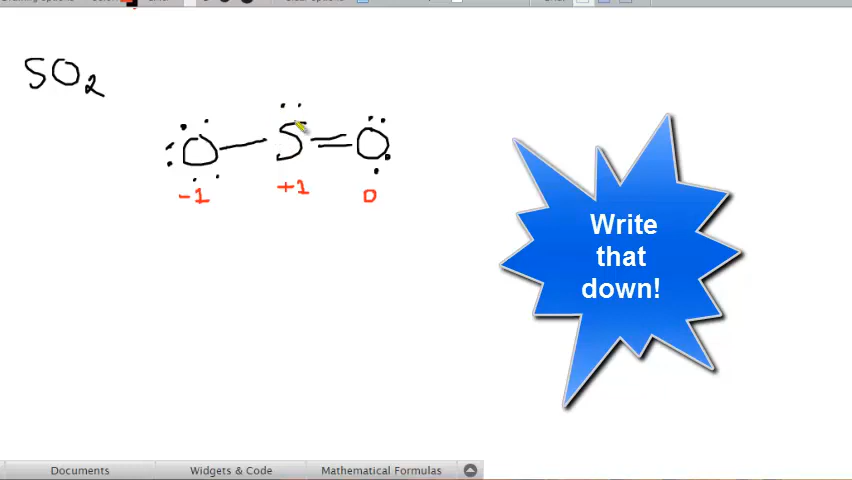 SO₂
O — S = O
-1 +1 0
Write
that
down!
Documents Widgets & Code Mathematical Formulas